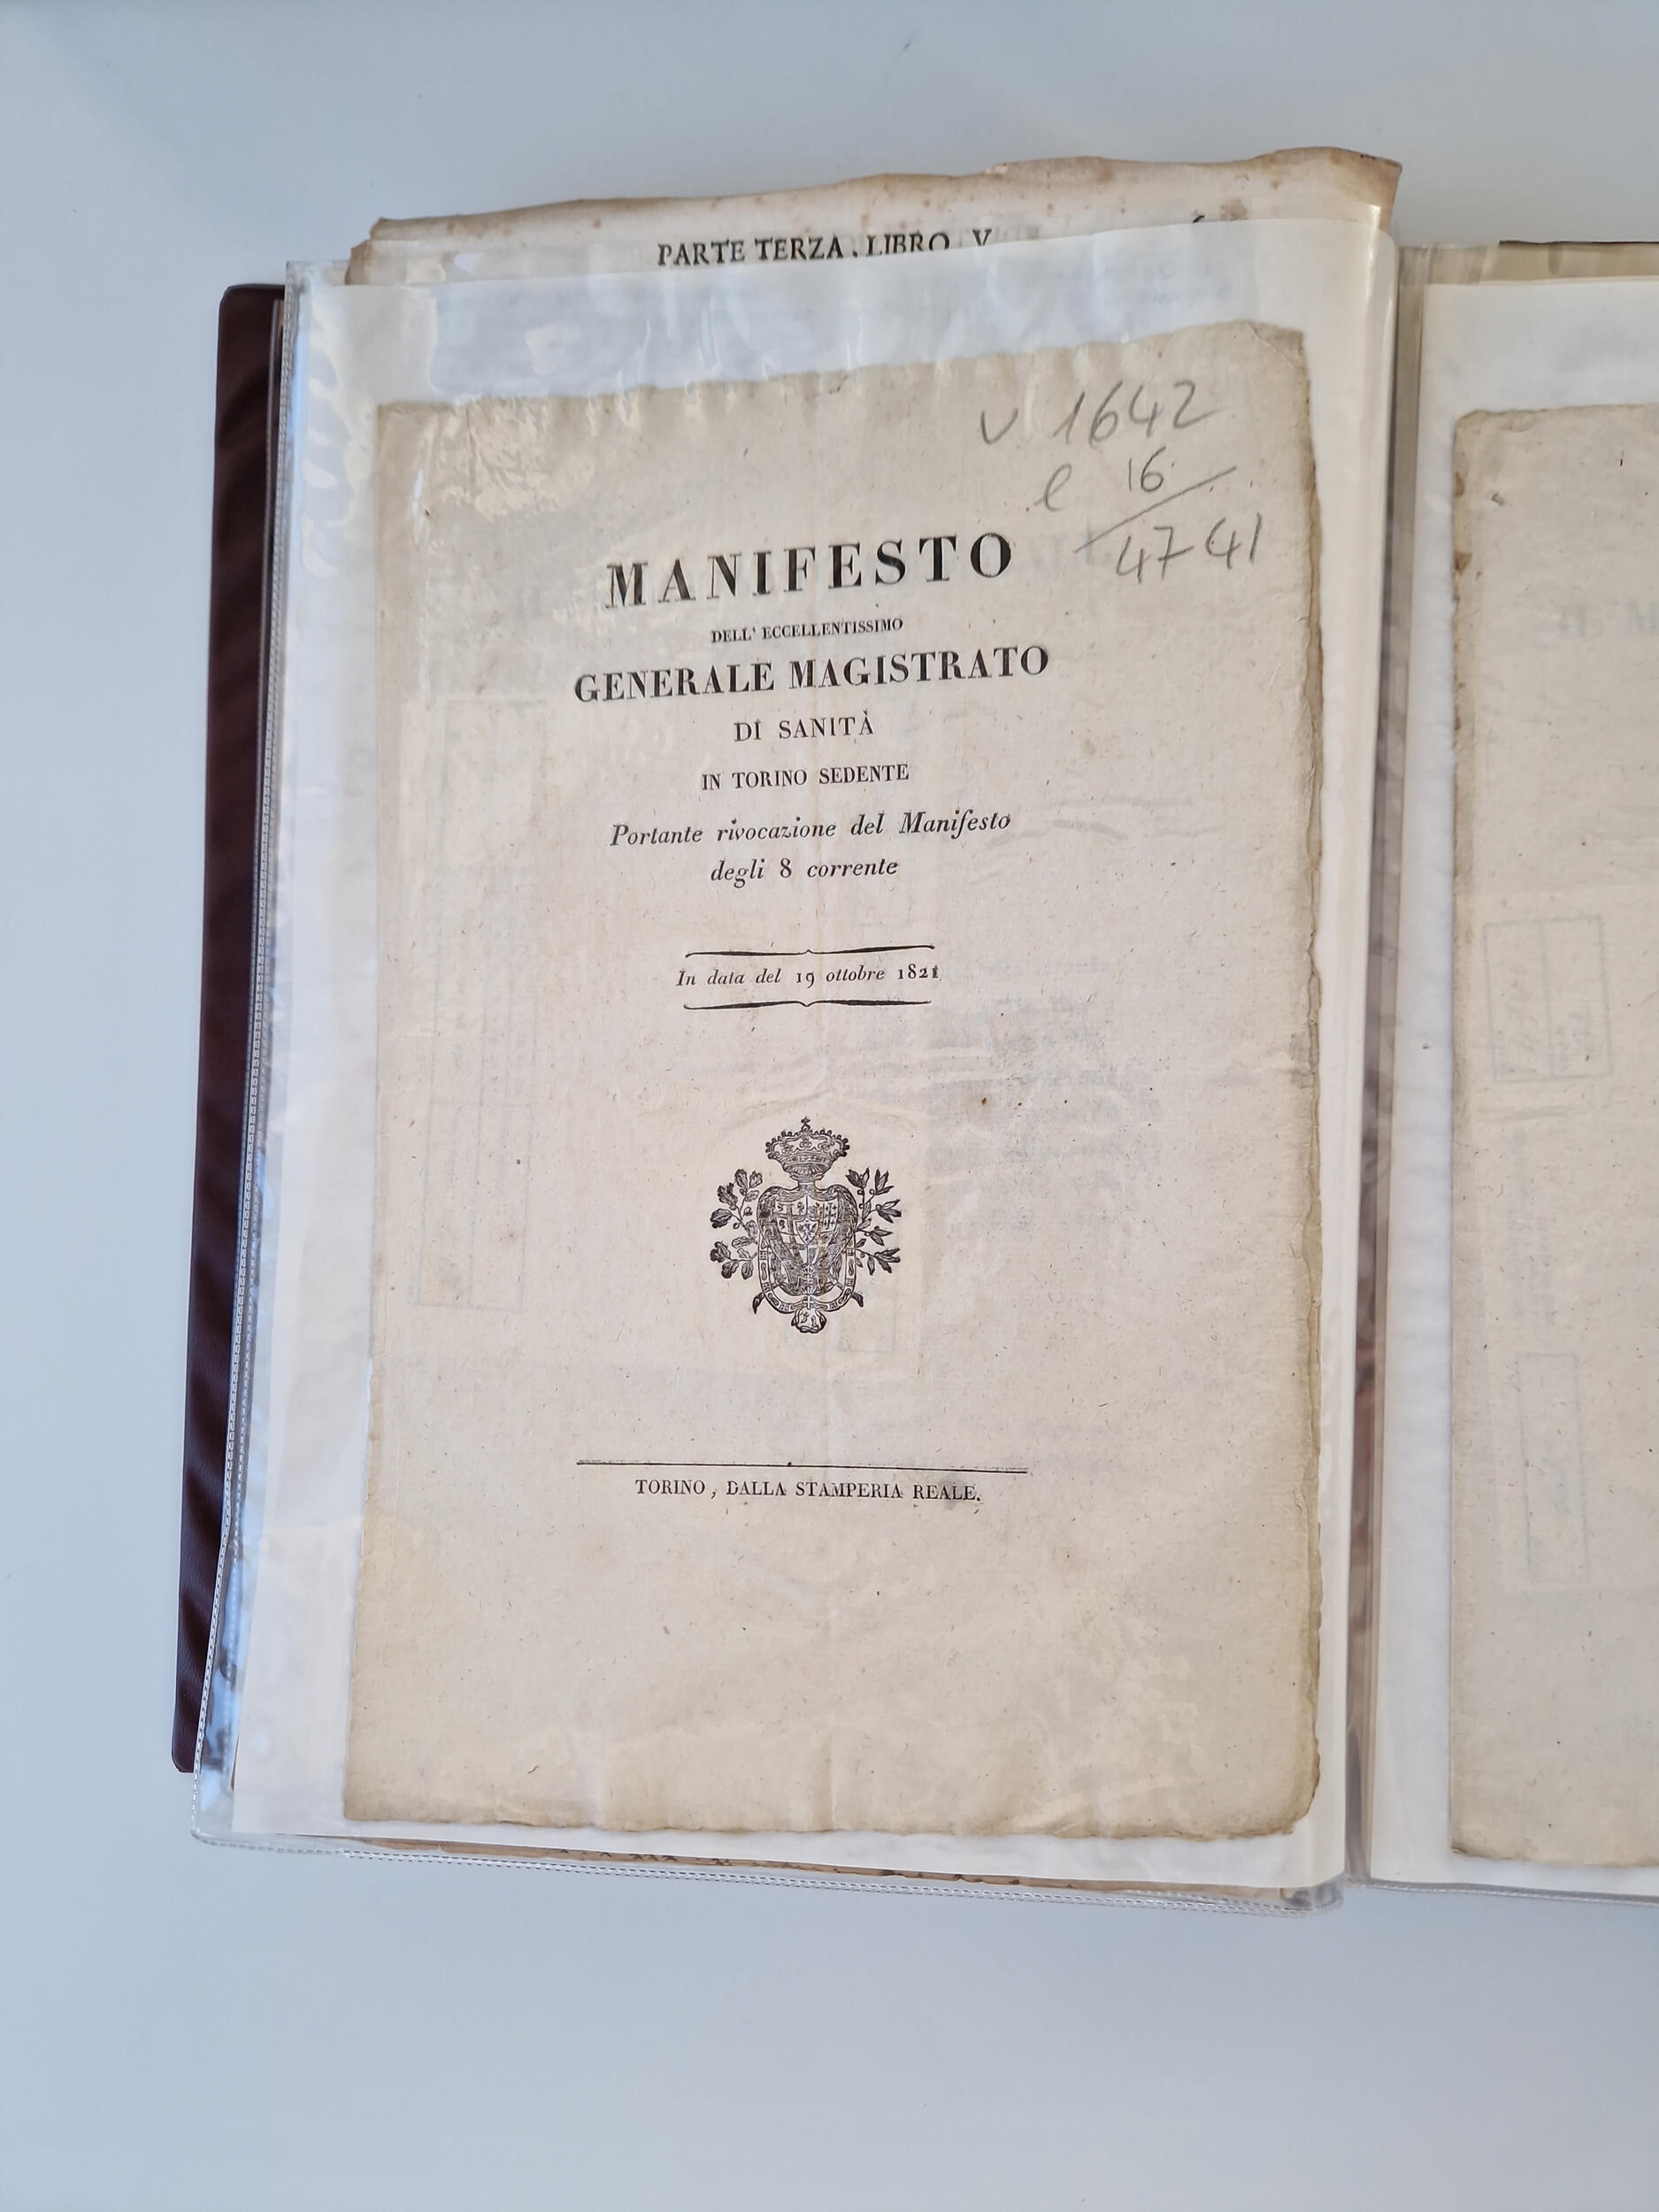 PARTE TERZA, LIBRO V
v 1642
e 16
4741
MANIFESTO
DELL' ECCELLENTISSIMO
GENERALE MAGISTRATO
DI SANITÀ
IN TORINO SEDENTE
Portante rivocazione del Manifesto
degli 8 corrente
In data del 19 ottobre 1821
TORINO, DALLA STAMPERIA REALE.